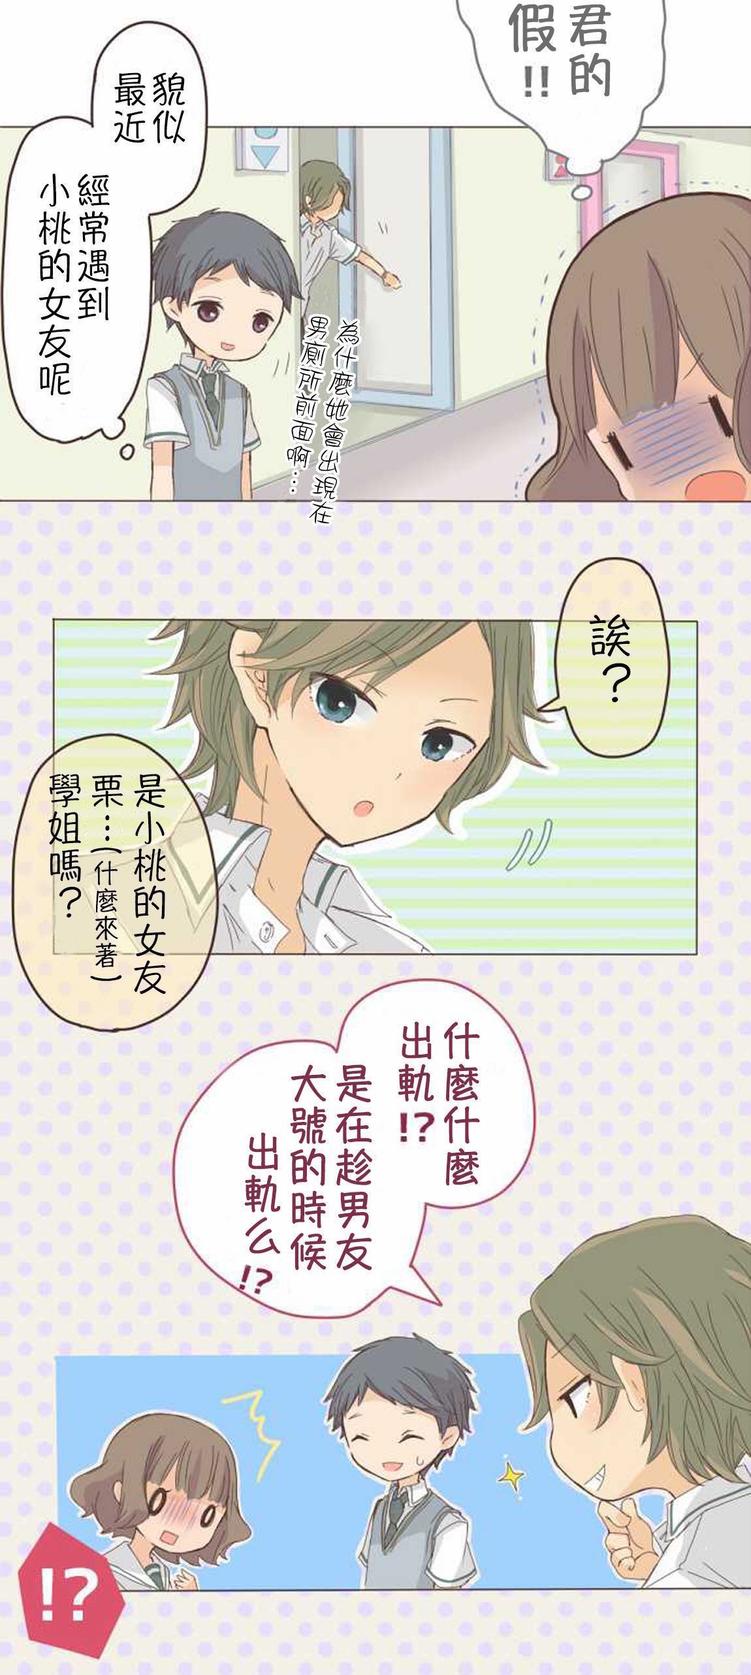 君的
假!!
貌似
最近
經常遇到
小桃的女友呢
為什麼她會出現在
男廁所前面啊…
誒？
是小桃的女友
栗…(什麼來著)
學姐嗎？
什麼什麼
出軌!?
是在趁男友
大號的時候
出軌么
!?
!?